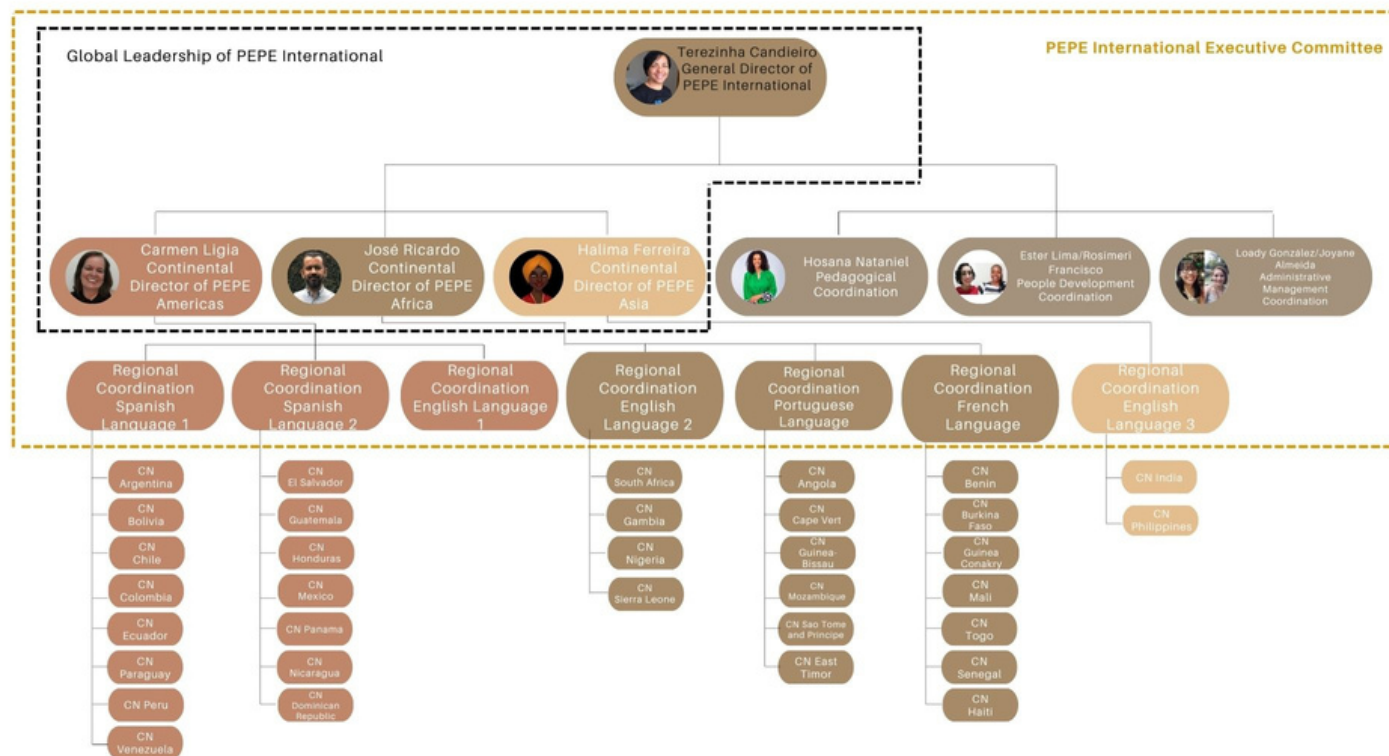 Global Leadership of PEPE International
Terezinha Candieiro
General Director of
PEPE International
PEPE International Executive Committee
Carmen Ligia
Continental
Director of PEPE
Americas
José Ricardo
Continental
Director of PEPE
Africa
Halima Ferreira
Continental
Director of PEPE
Asia
Hosana Nataniel
Pedagogical
Coordination
Ester Lima/Rosimeri
Francisco
People Development
Coordination
Loady González/Joyane
Almeida
Administrative
Management
Coordination
Regional
Coordination
Spanish
Language 1
Regional
Coordination
Spanish
Language 2
Regional
Coordination
English Language
1
Regional
Coordination
English
Language 2
Regional
Coordination
Portuguese
Language
Regional
Coordination
French
Language
Regional
Coordination
English
Language 3
CN
Argentina
CN
Bolivia
CN
Chile
CN
Colombia
CN
Ecuador
CN
Paraguay
CN Peru
CN
Venezuela
CN
El Salvador
CN
Guatemala
CN
Honduras
CN
Mexico
CN Panama
CN
Nicaragua
CN
Dominican
Republic
CN
South Africa
CN
Gambia
CN
Nigeria
CN
Sierra Leone
CN
Angola
CN
Cape Vert
CN
Guinea-
Bissau
CN
Mozambique
CN Sao Tome
and Principe
CN East
Timor
CN
Benin
CN
Burkina
Faso
CN
Guinea
Conakry
CN
Mali
CN
Togo
CN
Senegal
CN
Haiti
CN India
CN
Philippines